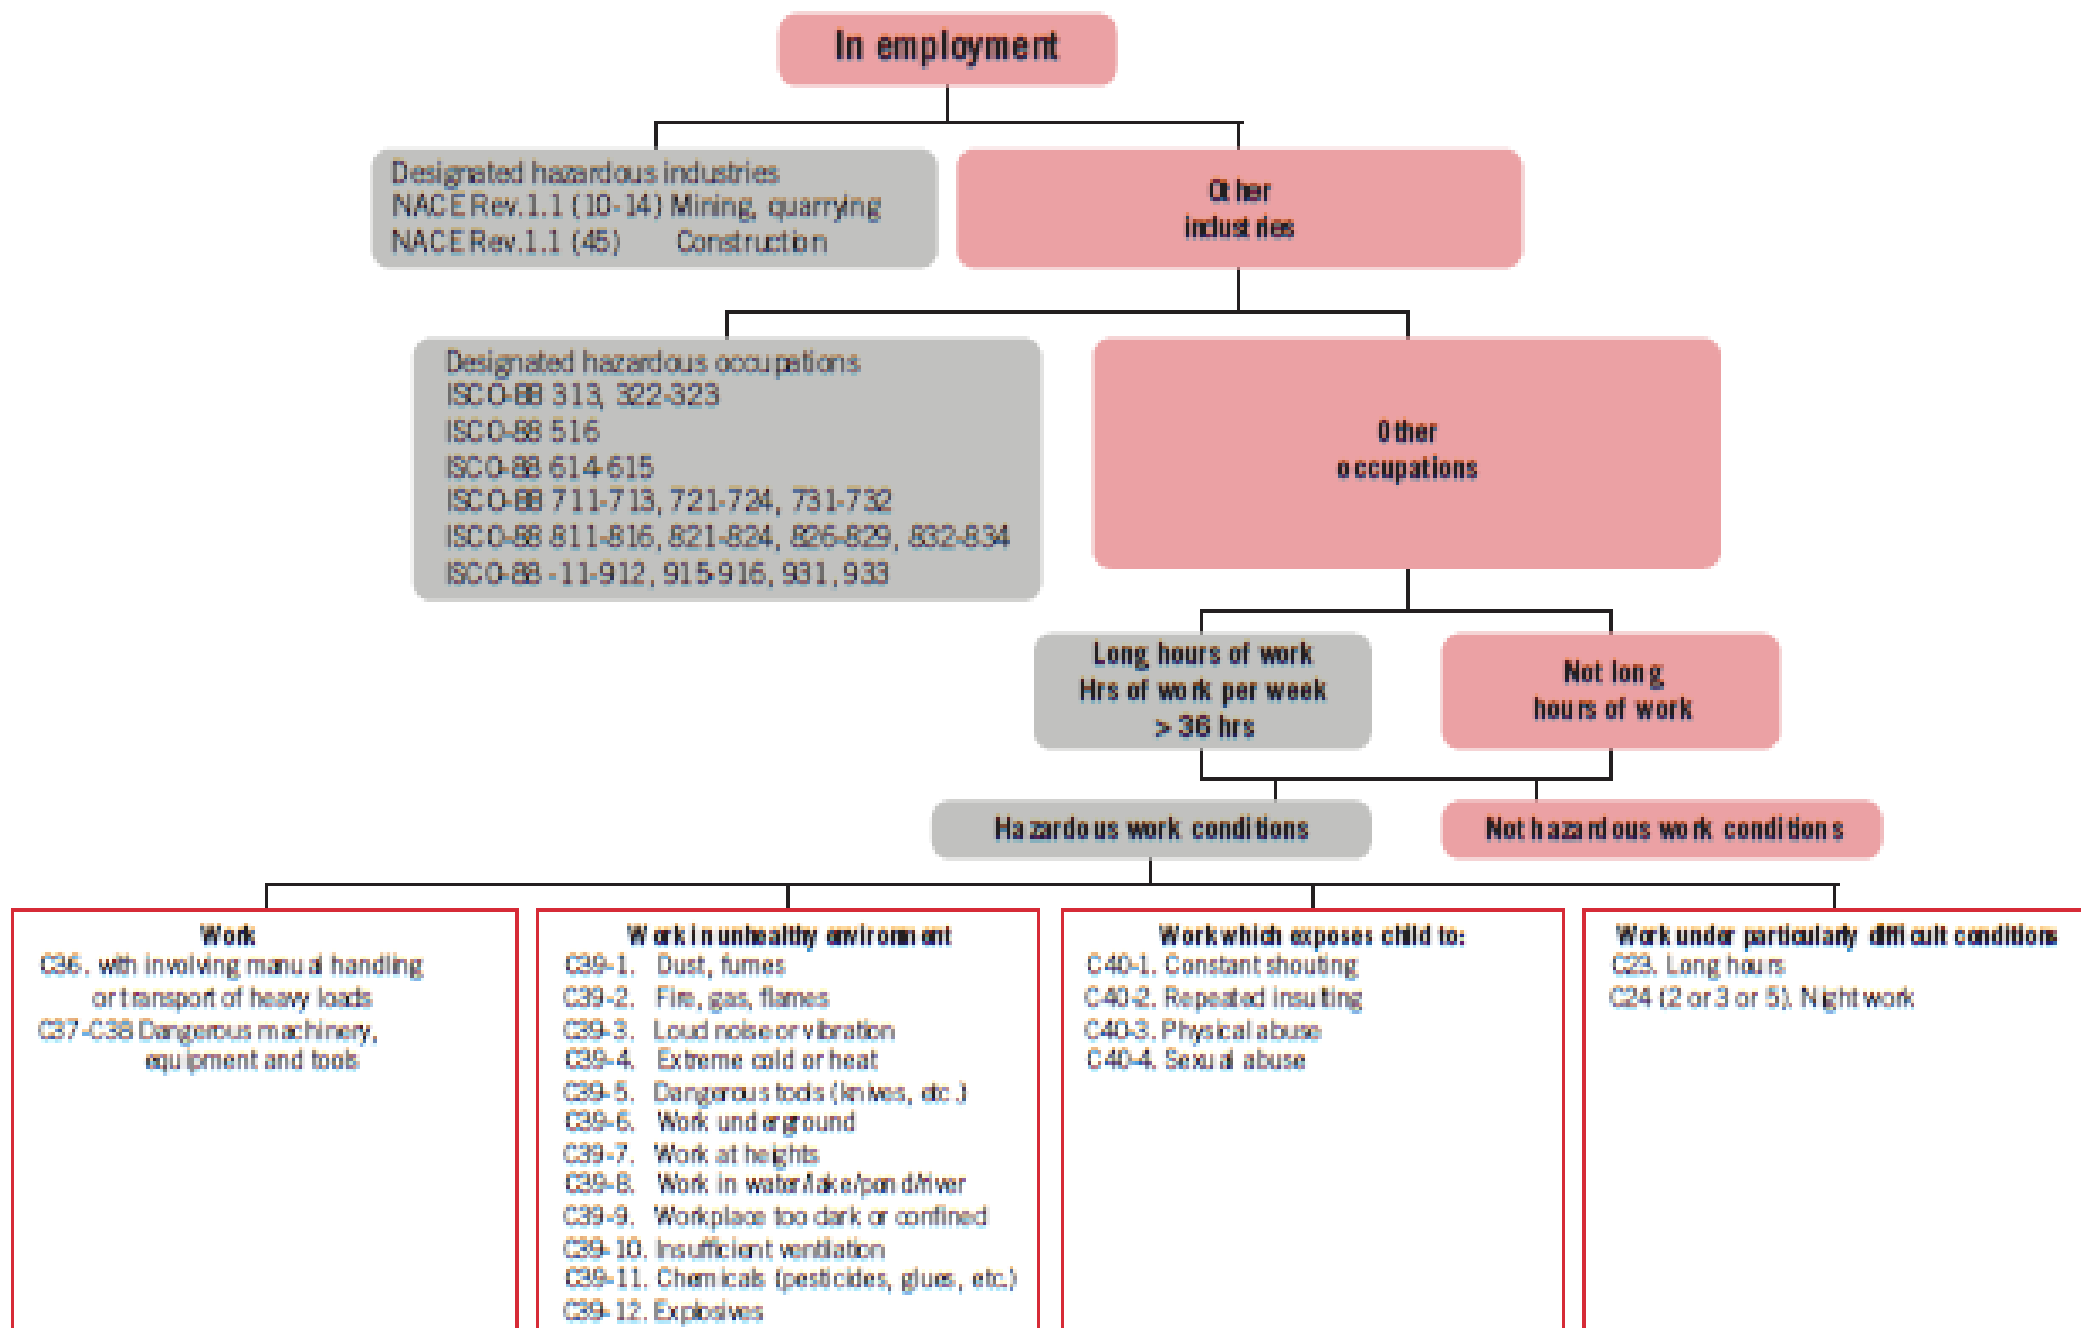 In employment
Designated hazardous industries
NACE Rev.1.1 (10-14) Mining, quarrying
NACE Rev.1.1 (45) Construction
Other
industries
Designated hazardous occupations
ISCO-88 313, 322-323
ISCO-88 516
ISCO-88 614-615
ISCO-88 711-713, 721-724, 731-732
ISCO-88 811-816, 821-824, 826-829, 832-834
ISCO-88 -11-912, 915-916, 931, 933
Other
occupations
Long hours of work
Hrs of work per week
> 36 hrs
Not long
hours of work
Hazardous work conditions
Not hazardous work conditions
Work
C36. with involving manual handling
or transport of heavy loads
C37-C38 Dangerous machinery,
equipment and tools
Work in unhealthy environment
C39-1. Dust, fumes
C39-2. Fire, gas, flames
C39-3. Loud noise or vibration
C39-4. Extreme cold or heat
C39-5. Dangerous tools (knives, etc.)
C39-6. Work underground
C39-7. Work at heights
C39-8. Work in water/lake/pond/river
C39-9. Workplace too dark or confined
C39-10. Insufficient ventilation
C39-11. Chemicals (pesticides, glues, etc.)
C39-12. Explosives
Work which exposes child to:
C40-1. Constant shouting
C40-2. Repeated insulting
C40-3. Physical abuse
C40-4. Sexual abuse
Work under particularly difficult conditions
C23. Long hours
C24 (2 or 3 or 5). Night work